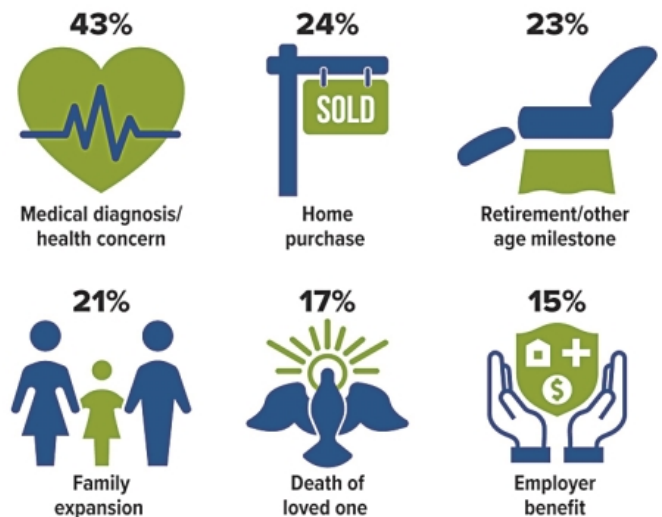 43%
24%
23%
SOLD
Medical diagnosis/
health concern
Home
purchase
Retirement/other
age milestone
21%
17%
15%
$
Family
expansion
Death of
loved one
Employer
benefit